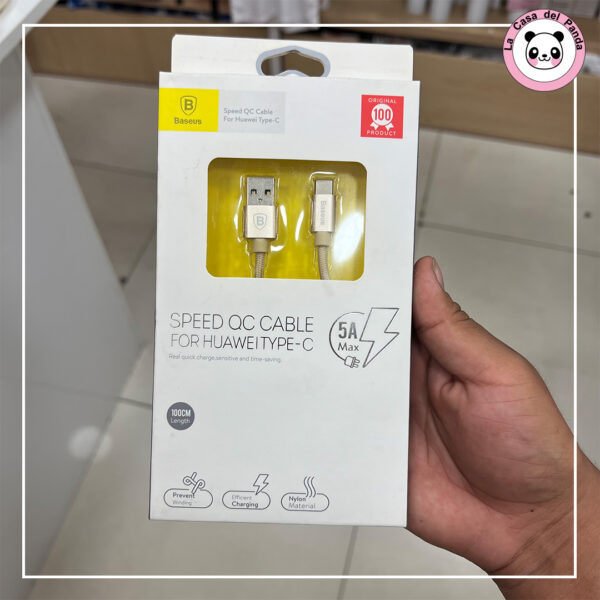 La Casa del Panda
B
Baseus
Speed QC Cable
For Huawei Type-C
ORIGINAL
100
PRODUCT
B
Baseus
SPEED QC CABLE
FOR HUAWEI TYPE-C
Real quick charge,sensitive and time-saving.
5A
Max
100CM
Length
Prevent
Winding
Efficient
Charging
Nylon
Material